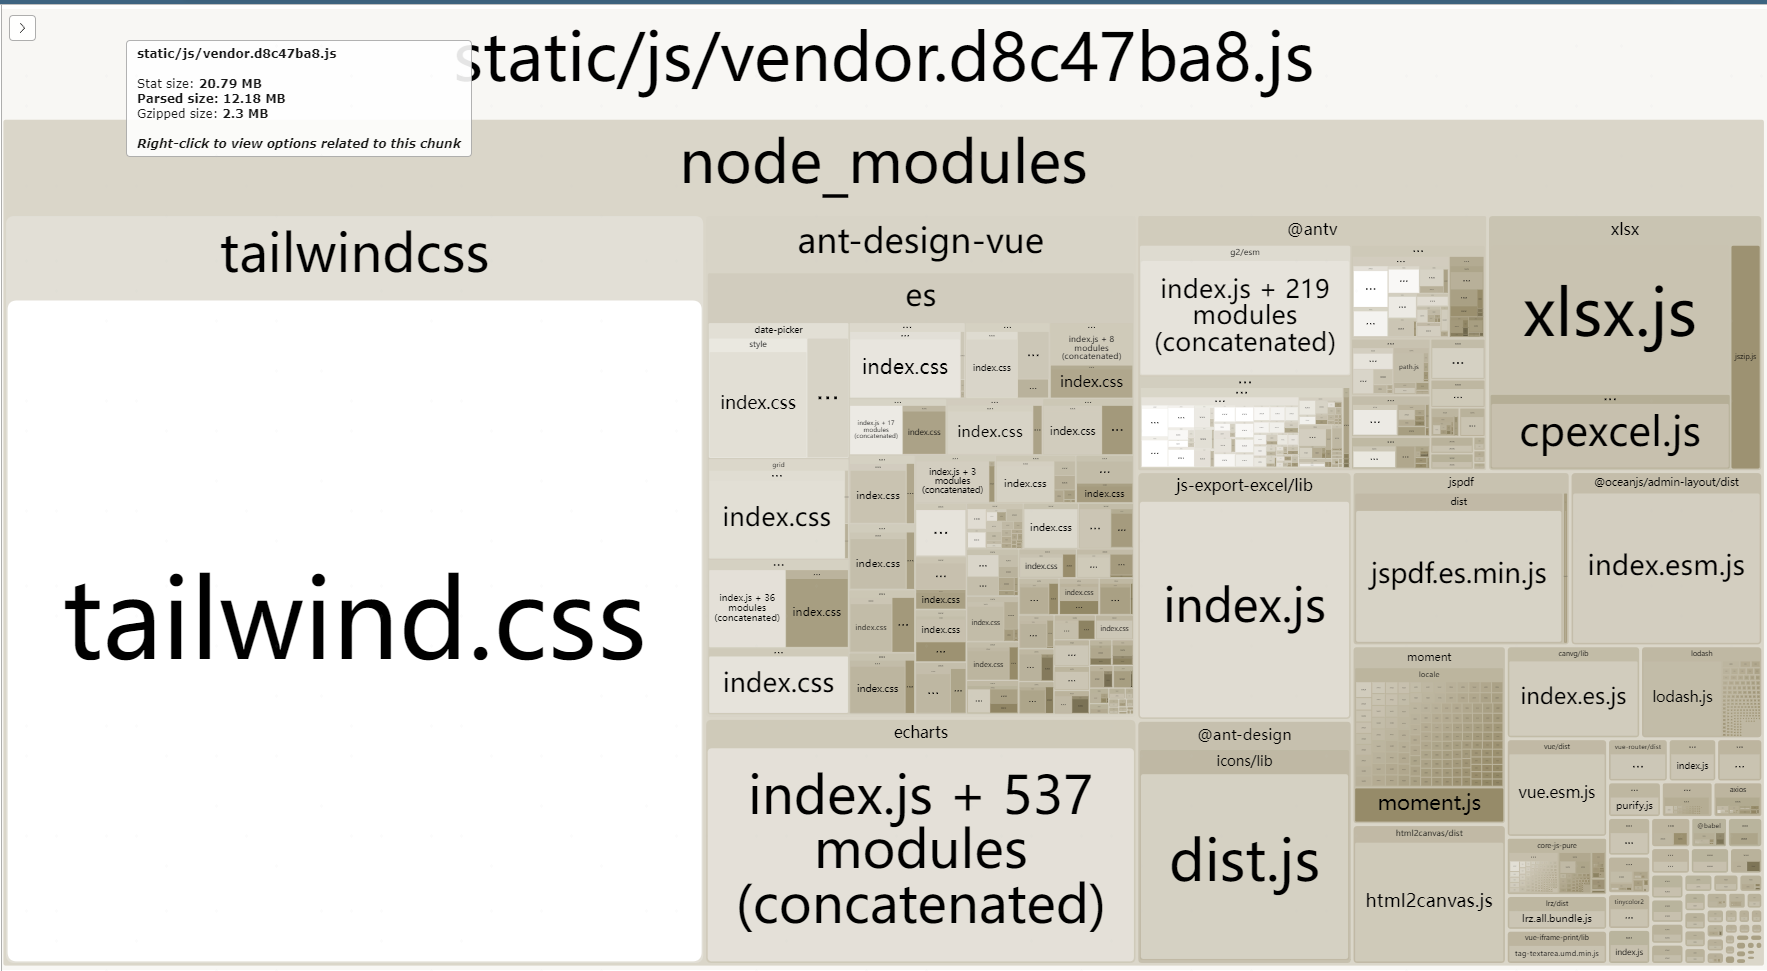 static/js/vendor.d8c47ba8.js
static/js/vendor.d8c47ba8.js
Stat size: 20.79 MB
Parsed size: 12.18 MB
Gzipped size: 2.3 MB
Right-click to view options related to this chunk
node_modules
tailwindcss
tailwind.css
ant-design-vue
es
date-picker
style
index.css
...
...
...
index.css
...
...
index.css
...
...
...
index.js + 8
modules
(concatenated)
...
index.css
...
index.js + 17
modules
(concatenated)
index.css
...
index.css
...
...
index.css
...
grid
...
index.css
...
index.css
...
index.js + 3
modules
(concatenated)
...
index.css
...
index.css
...
index.css
...
...
...
index.css
...
index.js + 36
modules
(concatenated)
...
index.css
...
index.css
...
index.css
...
index.css
...
index.css
index.css
...
index.css
...
index.css
index.css
...
index.css
...
index.css
...
index.css
...
...
echarts
index.js + 537
modules
(concatenated)
@antv
g2/esm
index.js + 219
modules
(concatenated)
...
...
...
...
...
path.js
...
xlsx
xlsx.js
jszip.js
...
cpexcel.js
js-export-excel/lib
index.js
jspdf
dist
jspdf.es.min.js
@oceanjs/admin-layout/dist
index.esm.js
@ant-design
icons/lib
dist.js
moment
locale
moment.js
html2canvas/dist
html2canvas.js
canvg/lib
index.es.js
lodash
lodash.js
vue/dist
vue.esm.js
vue-router/dist
...
...
index.js
...
...
...
purify.js
...
axios
core-js-pure
...
@babel
...
lrz/dist
lrz.all.bundle.js
tinycolor2
...
vue-iframe-print/lib
tag-textarea.umd.min.js
...
index.js